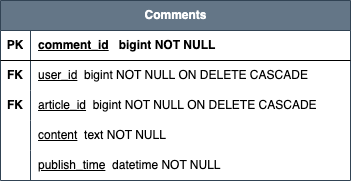 Comments
PK comment_id bigint NOT NULL
FK user_id bigint NOT NULL ON DELETE CASCADE
FK article_id bigint NOT NULL ON DELETE CASCADE
content text NOT NULL
publish_time datetime NOT NULL